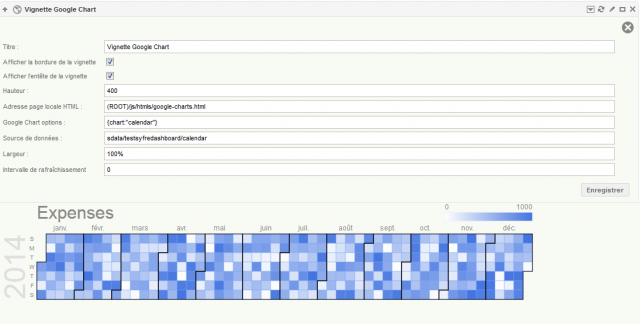 Vignette Google Chart
Titre : Vignette Google Chart
Afficher la bordure de la vignette
Afficher l'entête de la vignette
Hauteur : 400
Adresse page locale HTML : (ROOT)/js/htmls/google-charts.html
Google Chart options : {chart:"calendar"}
Source de données : sdata/testsyfredashboard/calendar
Largeur : 100%
Intervalle de rafraîchissement 0
Enregistrer
Expenses
0 1000
janv. févr. mars avr. mai juin juil. août sept. oct. nov. déc.
2014
S
M
T
W
T
F
S